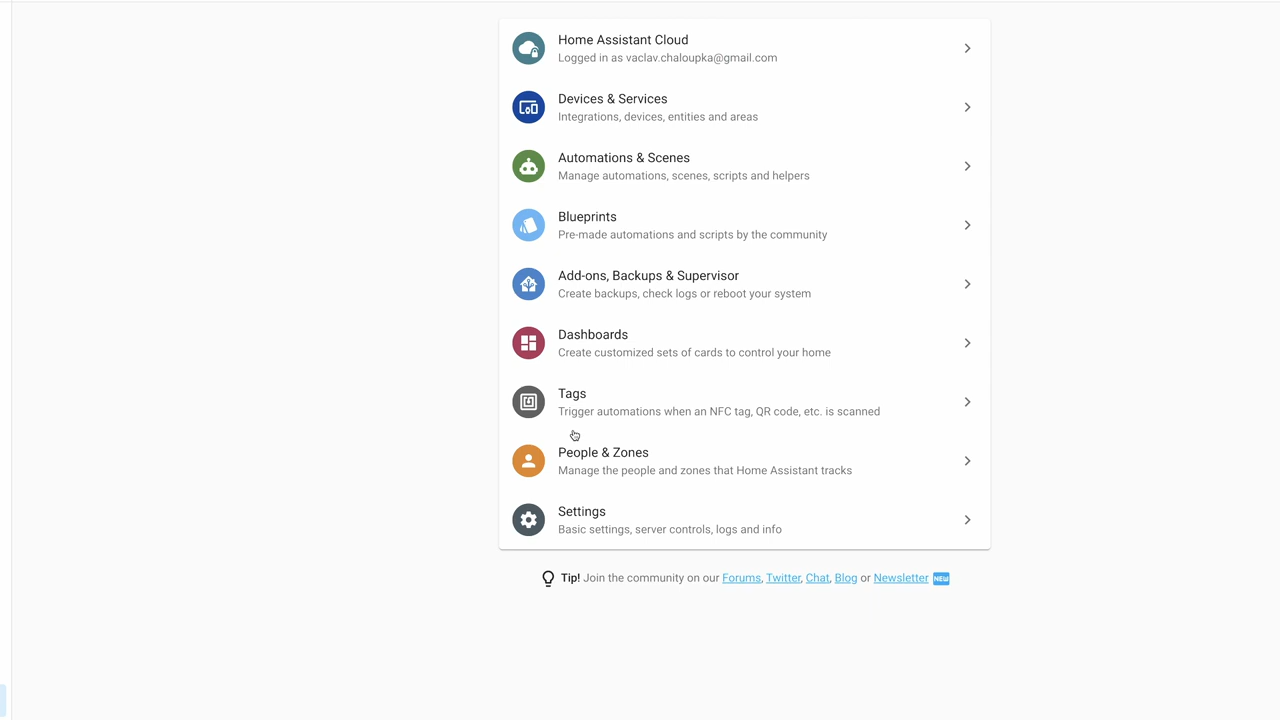 Home Assistant Cloud
Logged in as vaclav.chaloupka@gmail.com
Devices & Services
Integrations, devices, entities and areas
Automations & Scenes
Manage automations, scenes, scripts and helpers
Blueprints
Pre-made automations and scripts by the community
Add-ons, Backups & Supervisor
Create backups, check logs or reboot your system
Dashboards
Create customized sets of cards to control your home
Tags
Trigger automations when an NFC tag, QR code, etc. is scanned
People & Zones
Manage the people and zones that Home Assistant tracks
Settings
Basic settings, server controls, logs and info
Tip! Join the community on our Forums, Twitter, Chat, Blog or Newsletter NEW